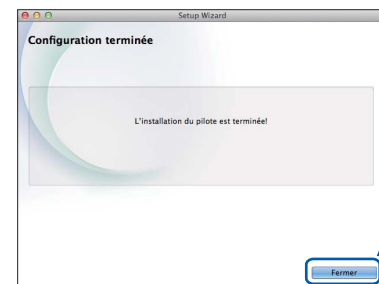 Setup Wizard
Configuration terminée
L'installation du pilote est terminée!
Fermer